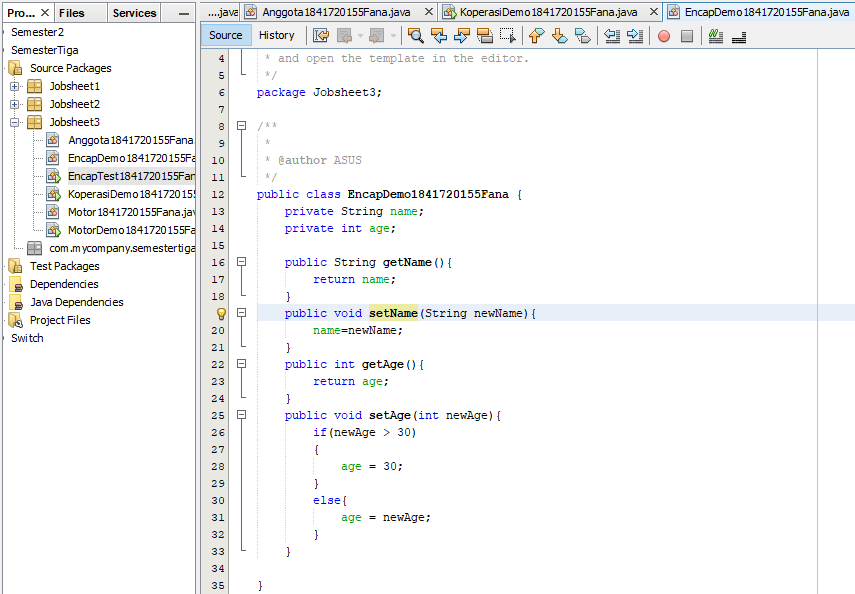 Pro... Files Services
Semester2
SemesterTiga
Source Packages
Jobsheet1
Jobsheet2
Jobsheet3
Anggota1841720155Fana.
EncapDemo1841720155Fa
EncapTest1841720155Fan
KoperasiDemo1841720155
Motor1841720155Fana.jav
MotorDemo1841720155Fa
com.mycompany.semestertiga
Test Packages
Dependencies
Java Dependencies
Project Files
Switch
....java Anggota1841720155Fana.java KoperasiDemo1841720155Fana.java EncapDemo1841720155Fana.java
Source History
4 * and open the template in the editor.
5 */
6 package Jobsheet3;
7
8 /**
9 *
10 * @author ASUS
11 */
12 public class EncapDemo1841720155Fana {
13 private String name;
14 private int age;
15
16 public String getName(){
17 return name;
18 }
public void setName(String newName){
20 name=newName;
21 }
22 public int getAge(){
23 return age;
24 }
25 public void setAge(int newAge){
26 if(newAge > 30)
27 {
28 age = 30;
29 }
30 else{
31 age = newAge;
32 }
33 }
34
35 }